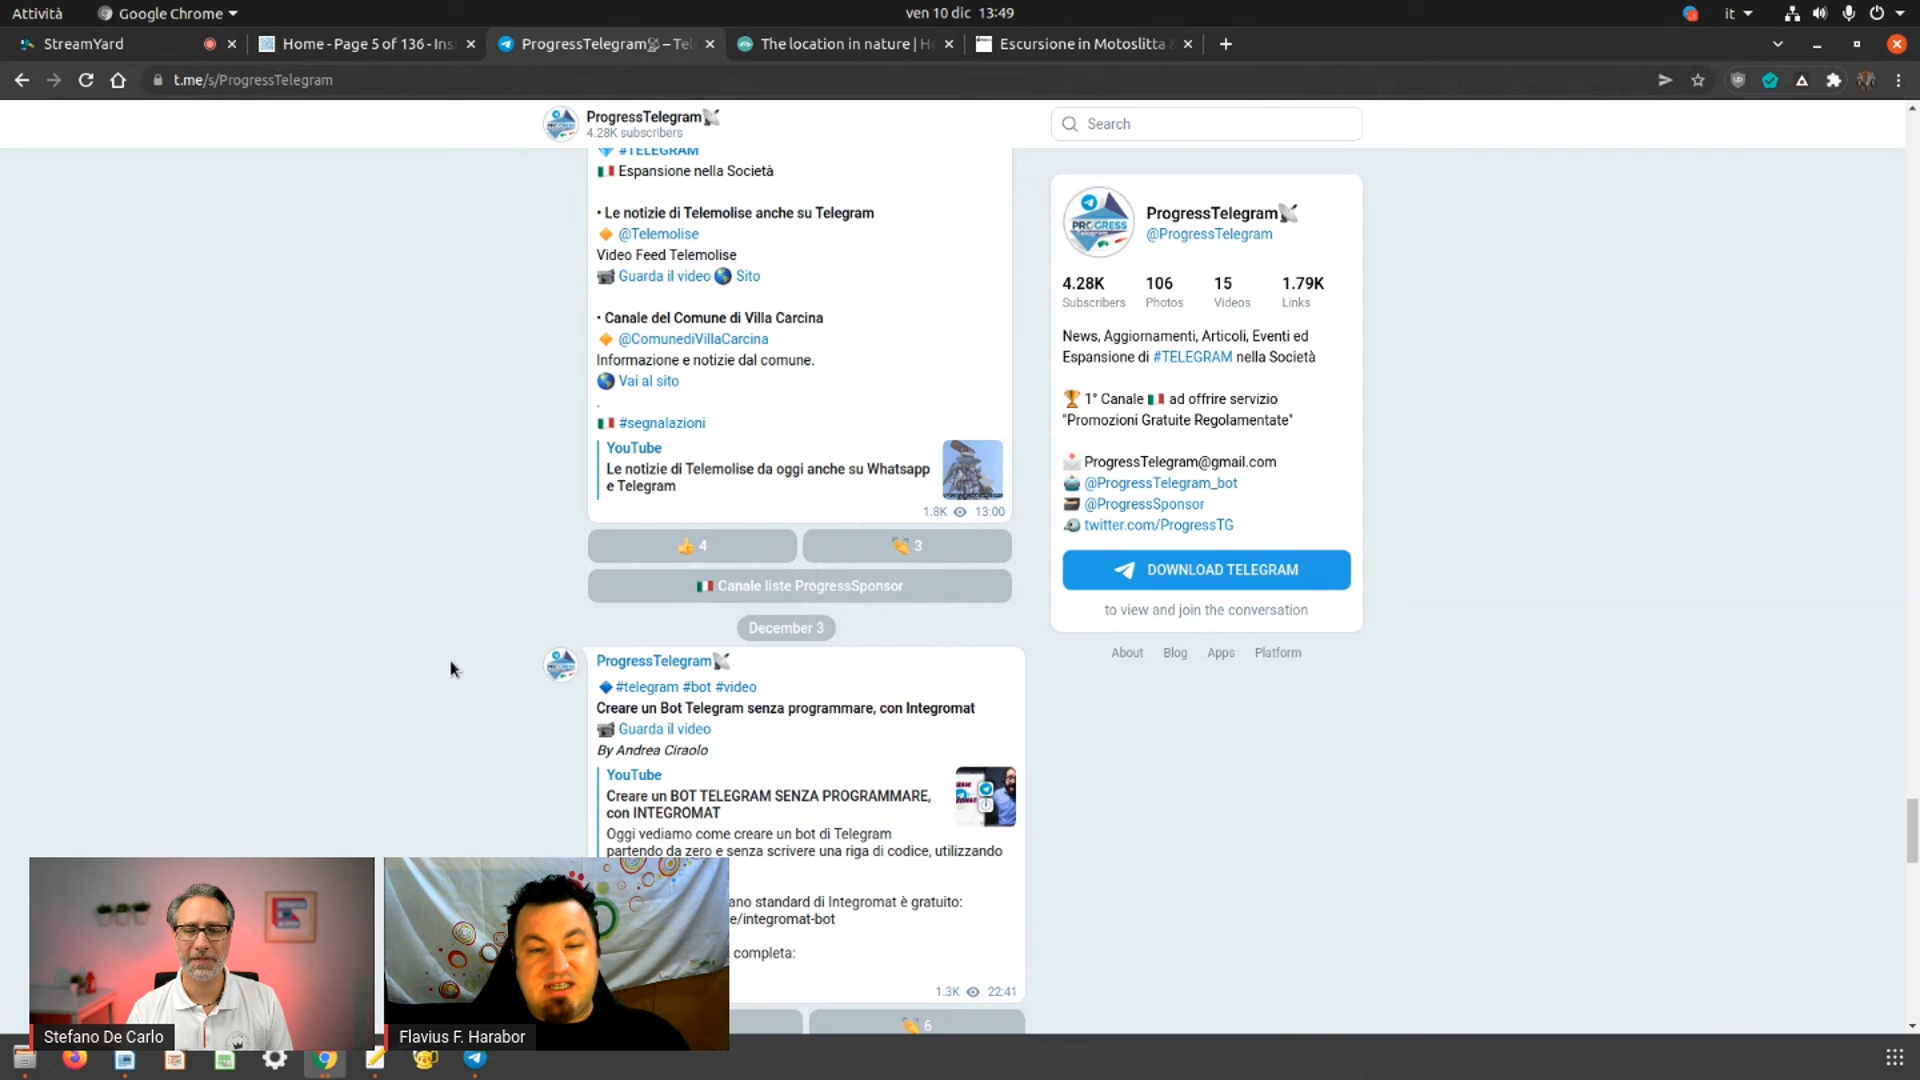 Attività
Google Chrome
ven 10 dic 13:49
it
StreamYard
Home - Page 5 of 136 - Ins
ProgressTelegram – Tel
The location in nature | Ho
Escursione in Motoslitta
t.me/s/ProgressTelegram
ProgressTelegram
4.28K subscribers
Search
#TELEGRAM
Espansione nella Società
• Le notizie di Telemolise anche su Telegram
@Telemolise
Video Feed Telemolise
Guarda il video Sito
• Canale del Comune di Villa Carcina
@ComunediVillaCarcina
Informazione e notizie dal comune.
Vai al sito
.
#segnalazioni
YouTube
Le notizie di Telemolise da oggi anche su Whatsapp
e Telegram
1.8K 13:00
4
3
Canale liste ProgressSponsor
December 3
ProgressTelegram
#telegram #bot #video
Creare un Bot Telegram senza programmare, con Integromat
Guarda il video
By Andrea Ciraolo
YouTube
Creare un BOT TELEGRAM SENZA PROGRAMMARE,
con INTEGROMAT
Oggi vediamo come creare un bot di Telegram
partendo da zero e senza scrivere una riga di codice, utilizzando
ano standard di Integromat è gratuito:
e/integromat-bot
completa:
1.3K 22:41
6
ProgressTelegram
@ProgressTelegram
4.28K 106 15 1.79K
Subscribers Photos Videos Links
News, Aggiornamenti, Articoli, Eventi ed
Espansione di #TELEGRAM nella Società
1° Canale ad offrire servizio
"Promozioni Gratuite Regolamentate"
ProgressTelegram@gmail.com
@ProgressTelegram_bot
@ProgressSponsor
twitter.com/ProgressTG
DOWNLOAD TELEGRAM
to view and join the conversation
About Blog Apps Platform
PROGRESS
Stefano De Carlo
Flavius F. Harabor